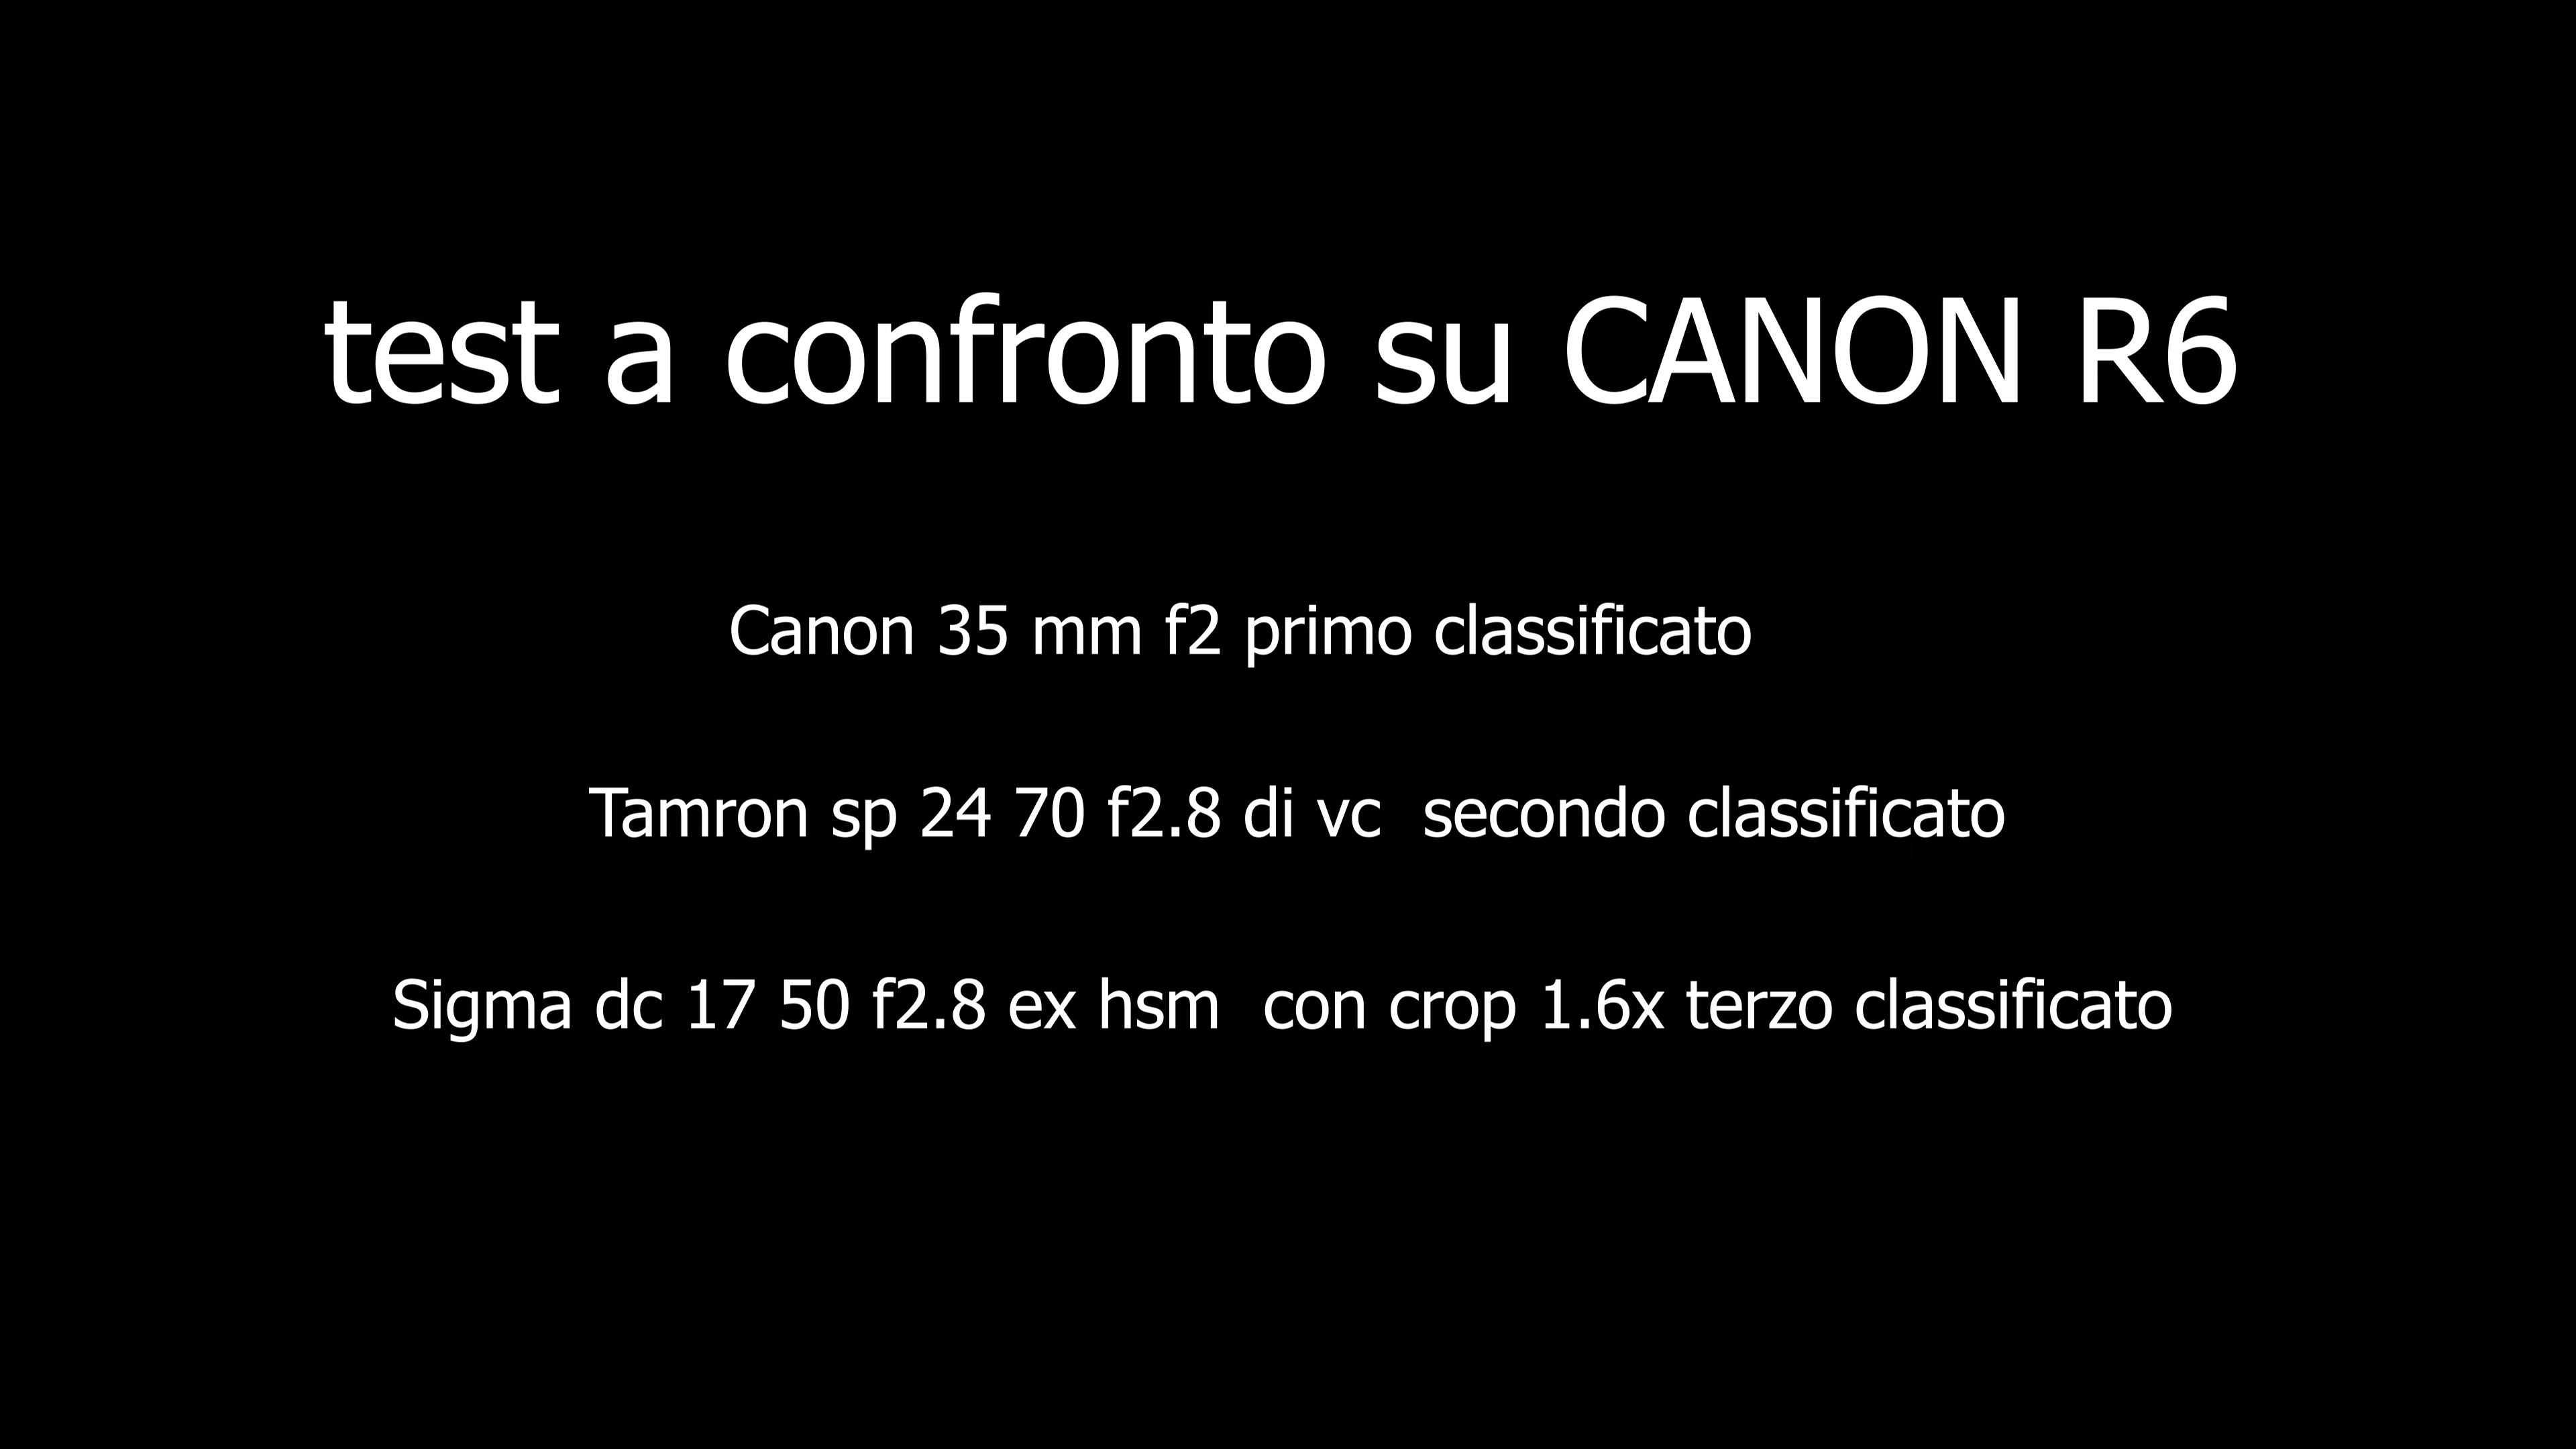 test a confronto su CANON R6
Canon 35 mm f2 primo classificato
Tamron sp 24 70 f2.8 di vc  secondo classificato
Sigma dc 17 50 f2.8 ex hsm  con crop 1.6x terzo classificato